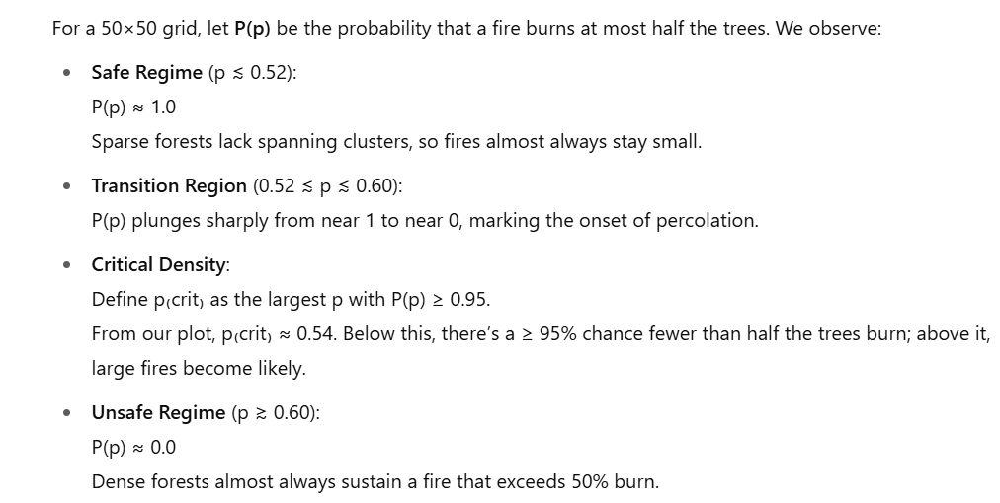 For a 50×50 grid, let P(p) be the probability that a fire burns at most half the trees. We observe:
• Safe Regime (p ≲ 0.52):
P(p) ≈ 1.0
Sparse forests lack spanning clusters, so fires almost always stay small.
• Transition Region (0.52 ≲ p ≲ 0.60):
P(p) plunges sharply from near 1 to near 0, marking the onset of percolation.
• Critical Density:
Define p₍crit₎ as the largest p with P(p) ≥ 0.95.
From our plot, p₍crit₎ ≈ 0.54. Below this, there’s a ≥ 95% chance fewer than half the trees burn; above it,
large fires become likely.
• Unsafe Regime (p ≳ 0.60):
P(p) ≈ 0.0
Dense forests almost always sustain a fire that exceeds 50% burn.